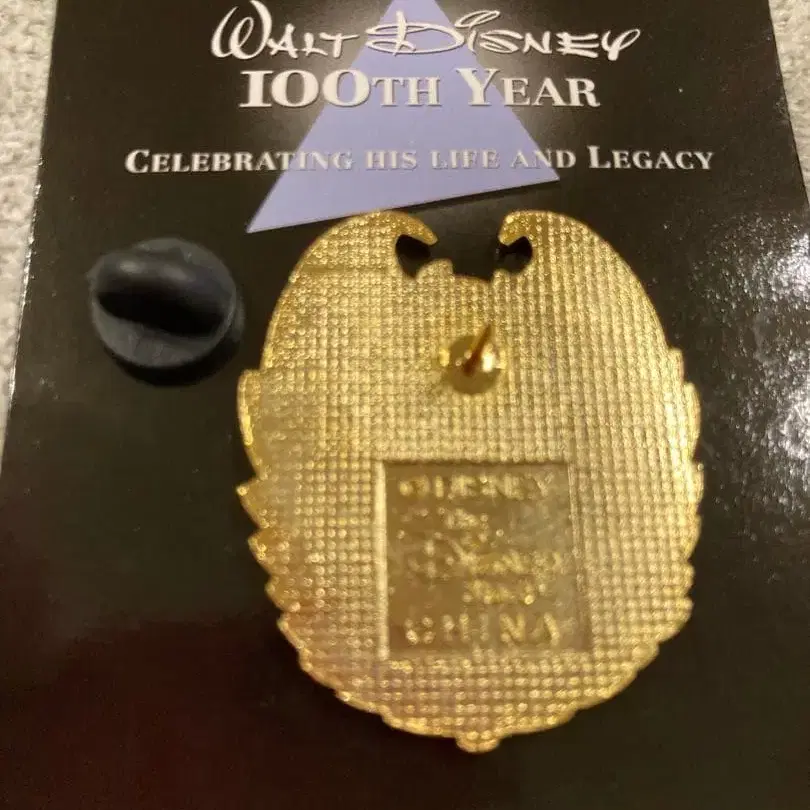 WALT DISNEY
100TH YEAR
CELEBRATING HIS LIFE AND LEGACY
DISNEY
CHINA